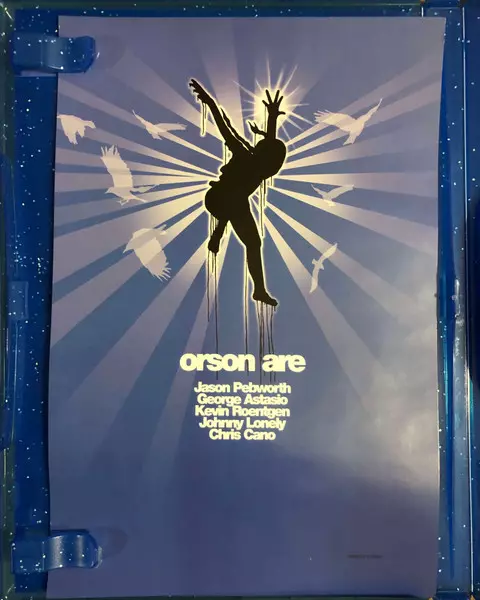 orson are
Jason Pebworth
George Astasio
Kevin Roentgen
Johnny Lonely
Chris Cano